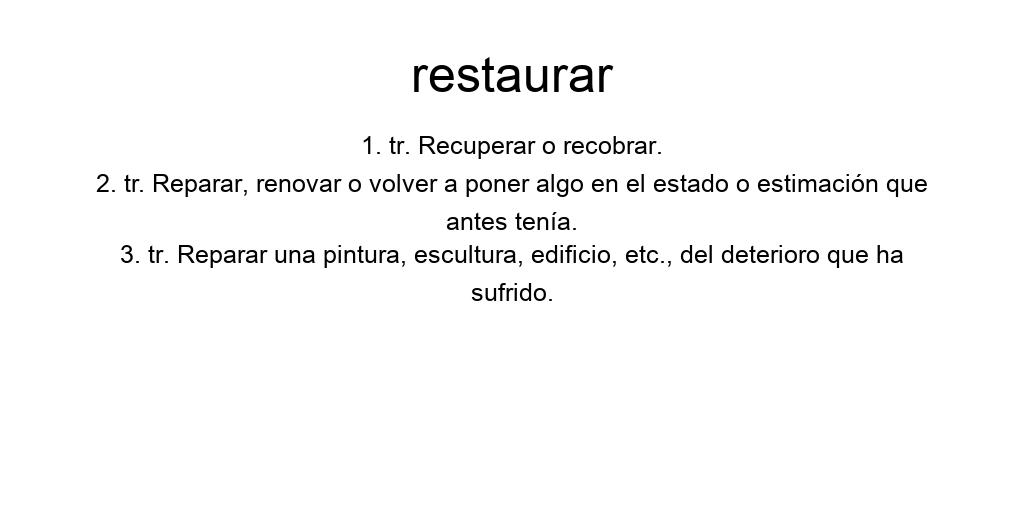 restaurar
1. tr. Recuperar o recobrar.
2. tr. Reparar, renovar o volver a poner algo en el estado o estimación que
antes tenía.
3. tr. Reparar una pintura, escultura, edificio, etc., del deterioro que ha
sufrido.